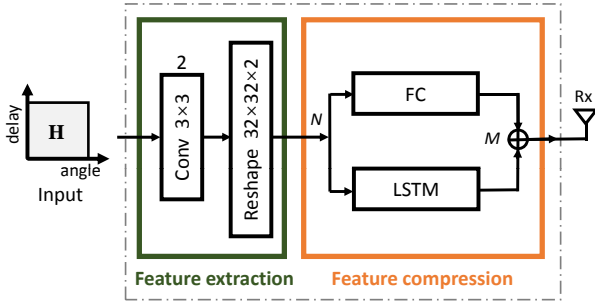 delay
H
angle
Input
2
Conv 3×3
Reshape 32×32×2
Feature extraction
N
FC
LSTM
M
Feature compression
Rx